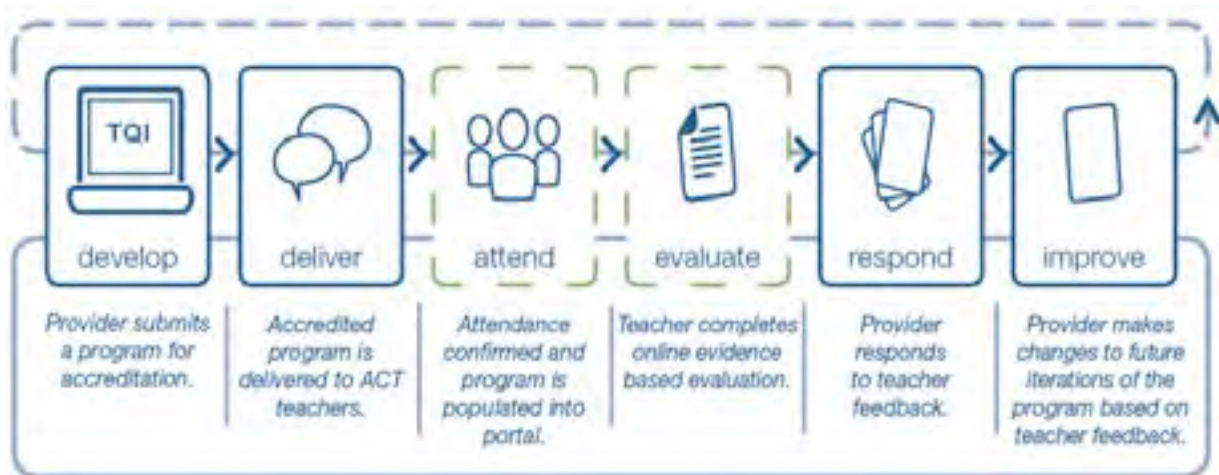 TQI
develop
deliver
attend
evaluate
respond
improve
Provider submits
a program for
accreditation.
Accredited
program is
delivered to ACT
teachers.
Attendance
confirmed and
program is
populated into
portal.
Teacher completes
online evidence
based evaluation.
Provider
responds
to teacher
feedback.
Provider makes
changes to future
iterations of the
program based on
teacher feedback.